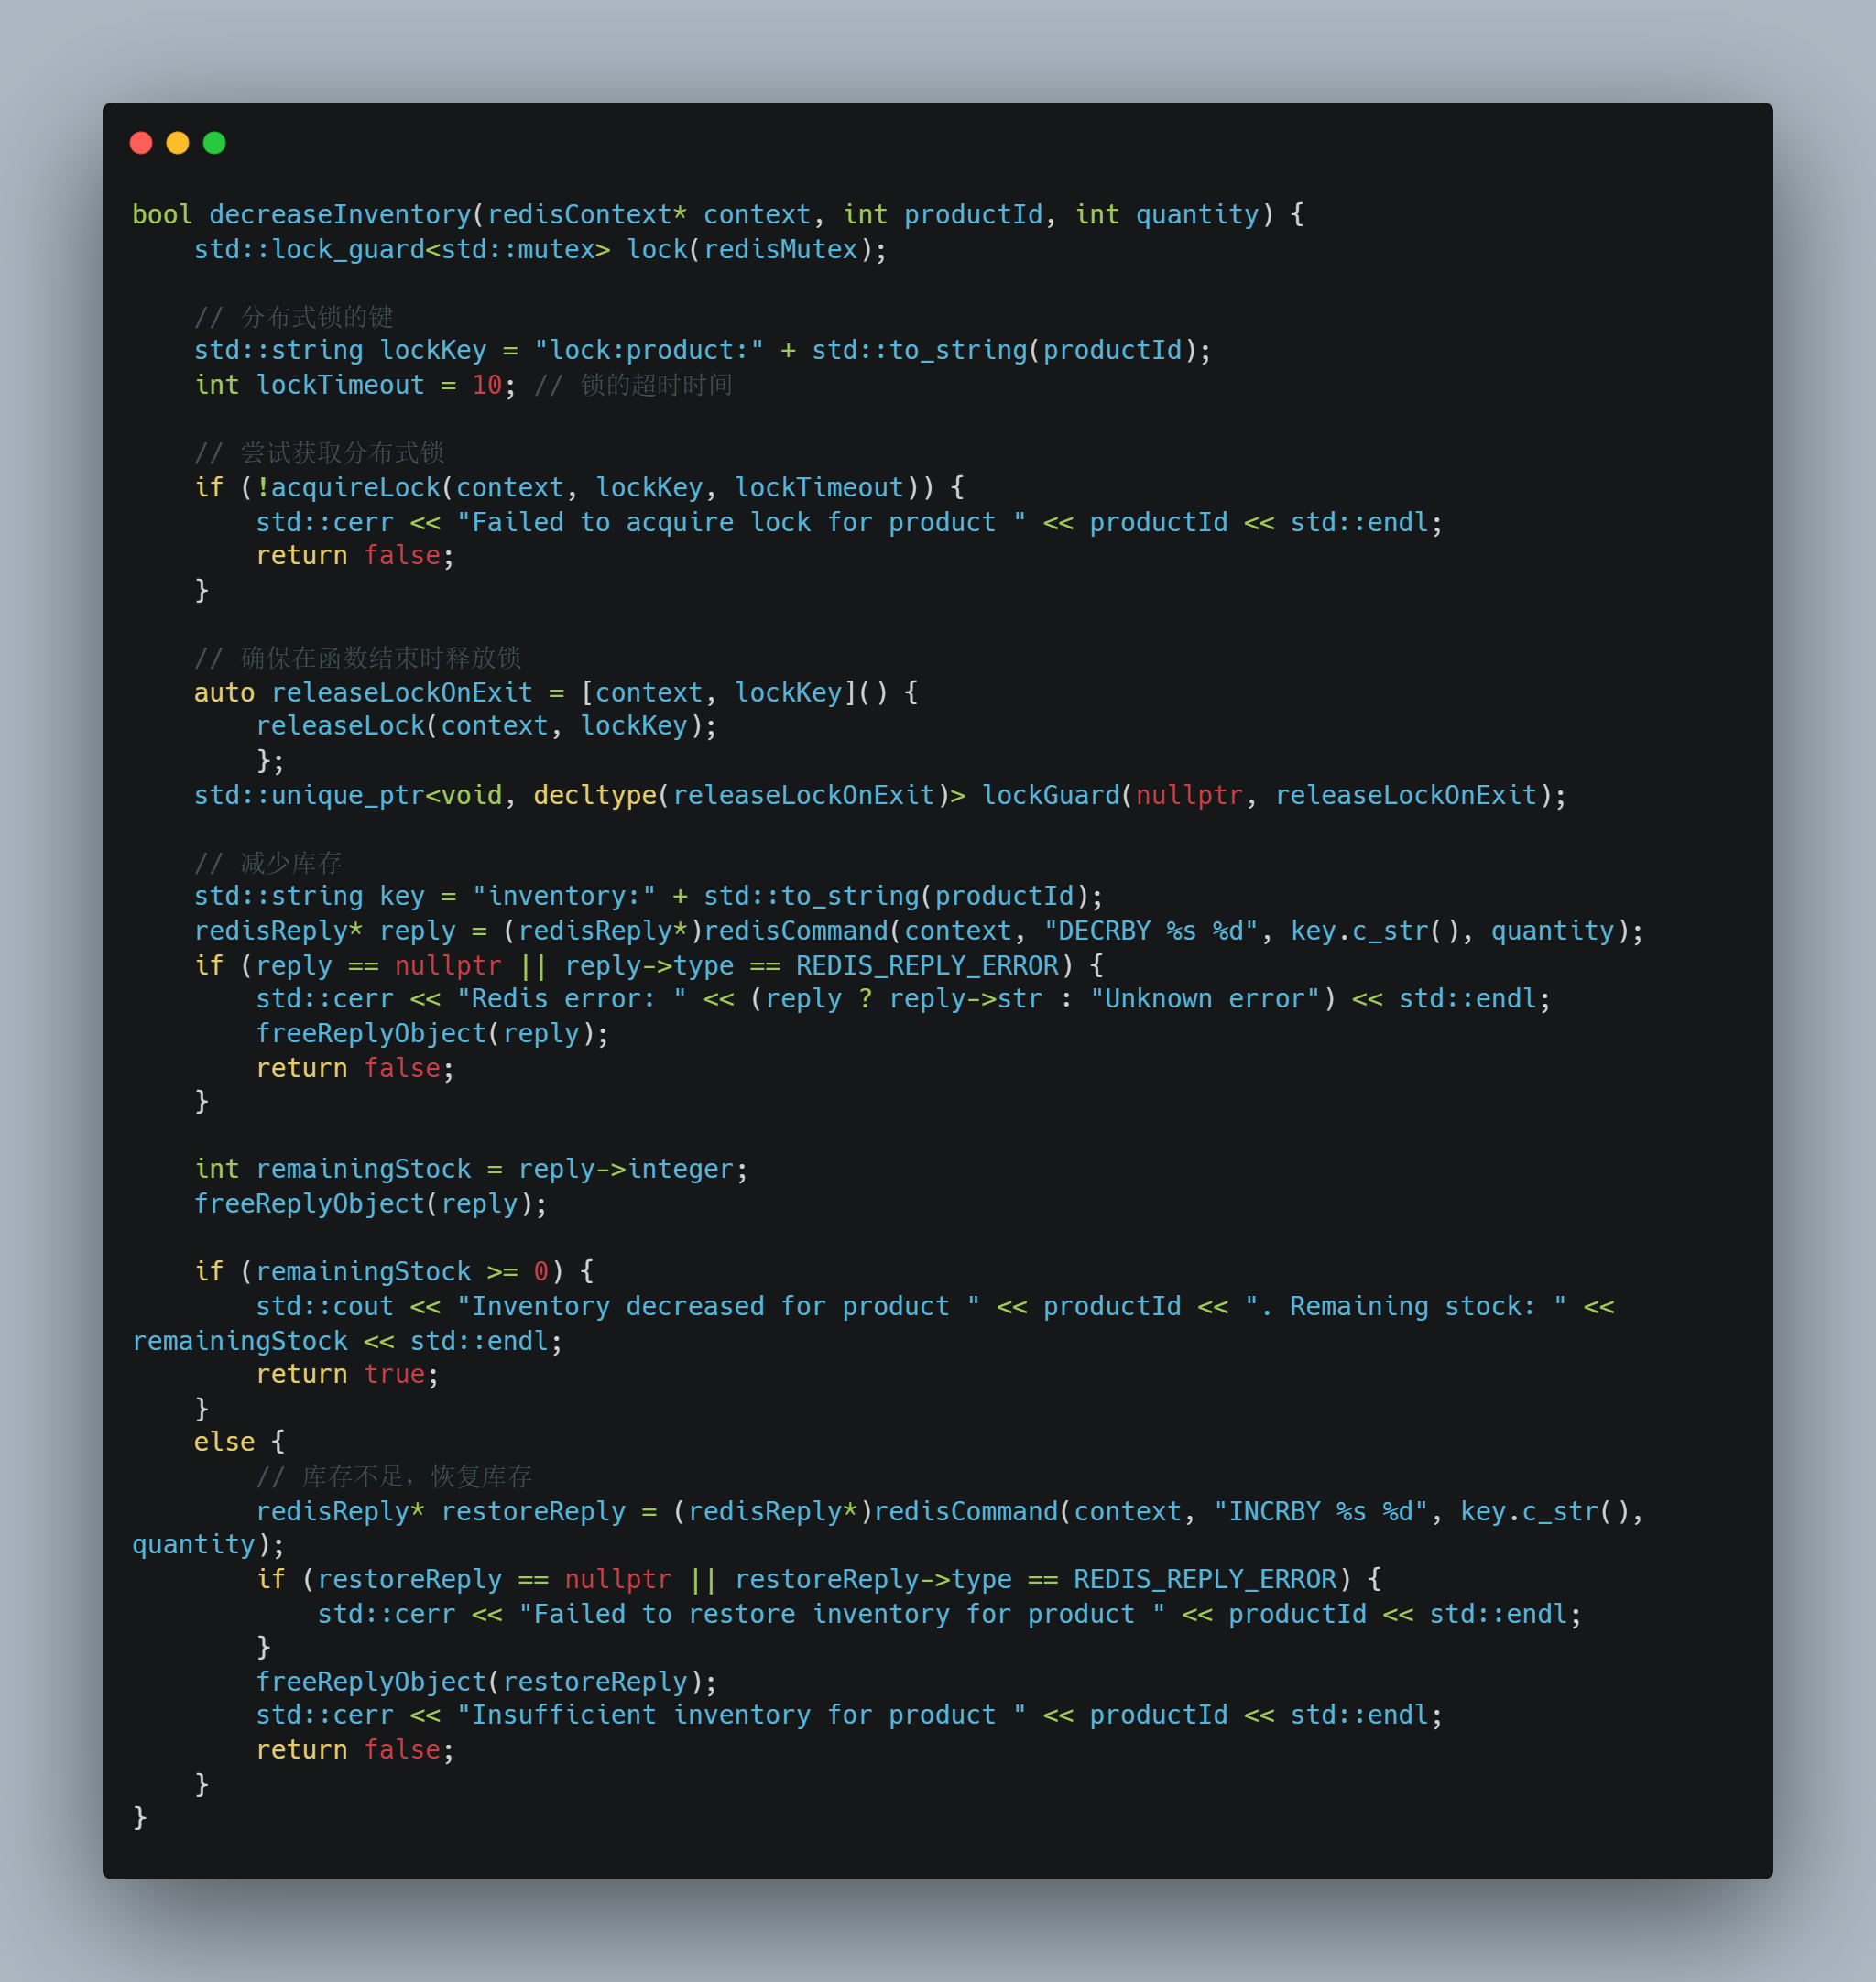 bool decreaseInventory(redisContext* context, int productId, int quantity) {
    std::lock_guard<std::mutex> lock(redisMutex);

    // 分布式锁的键
    std::string lockKey = "lock:product:" + std::to_string(productId);
    int lockTimeout = 10; // 锁的超时时间

    // 尝试获取分布式锁
    if (!acquireLock(context, lockKey, lockTimeout)) {
        std::cerr << "Failed to acquire lock for product " << productId << std::endl;
        return false;
    }

    // 确保在函数结束时释放锁
    auto releaseLockOnExit = [context, lockKey]() {
        releaseLock(context, lockKey);
        };
    std::unique_ptr<void, decltype(releaseLockOnExit)> lockGuard(nullptr, releaseLockOnExit);

    // 减少库存
    std::string key = "inventory:" + std::to_string(productId);
    redisReply* reply = (redisReply*)redisCommand(context, "DECRBY %s %d", key.c_str(), quantity);
    if (reply == nullptr || reply->type == REDIS_REPLY_ERROR) {
        std::cerr << "Redis error: " << (reply ? reply->str : "Unknown error") << std::endl;
        freeReplyObject(reply);
        return false;
    }

    int remainingStock = reply->integer;
    freeReplyObject(reply);

    if (remainingStock >= 0) {
        std::cout << "Inventory decreased for product " << productId << ". Remaining stock: " <<
remainingStock << std::endl;
        return true;
    }
    else {
        // 库存不足，恢复库存
        redisReply* restoreReply = (redisReply*)redisCommand(context, "INCRBY %s %d", key.c_str(),
quantity);
        if (restoreReply == nullptr || restoreReply->type == REDIS_REPLY_ERROR) {
            std::cerr << "Failed to restore inventory for product " << productId << std::endl;
        }
        freeReplyObject(restoreReply);
        std::cerr << "Insufficient inventory for product " << productId << std::endl;
        return false;
    }
}